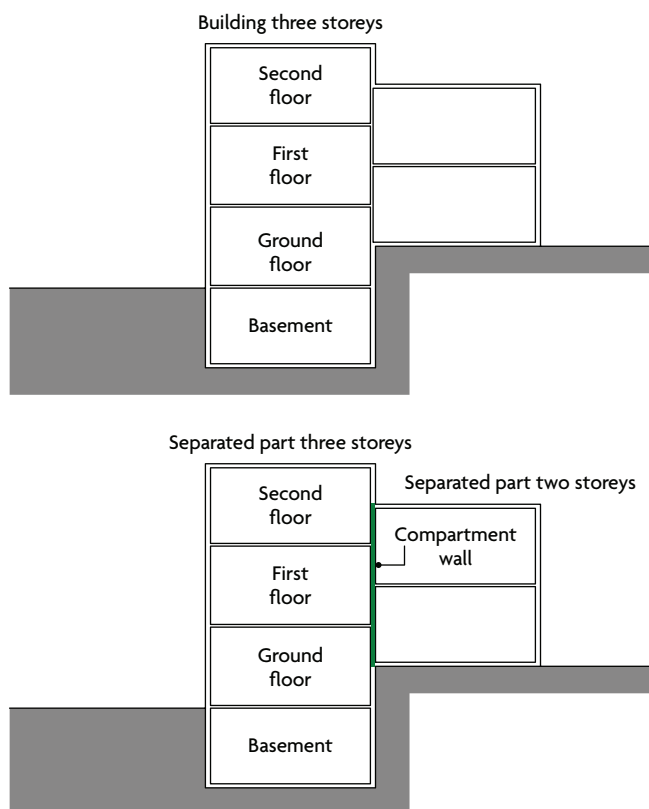 Building three storeys
Second
floor
First
floor
Ground
floor
Basement
Separated part three storeys
Separated part two storeys
Second
floor
Compartment
wall
First
floor
Ground
floor
Basement